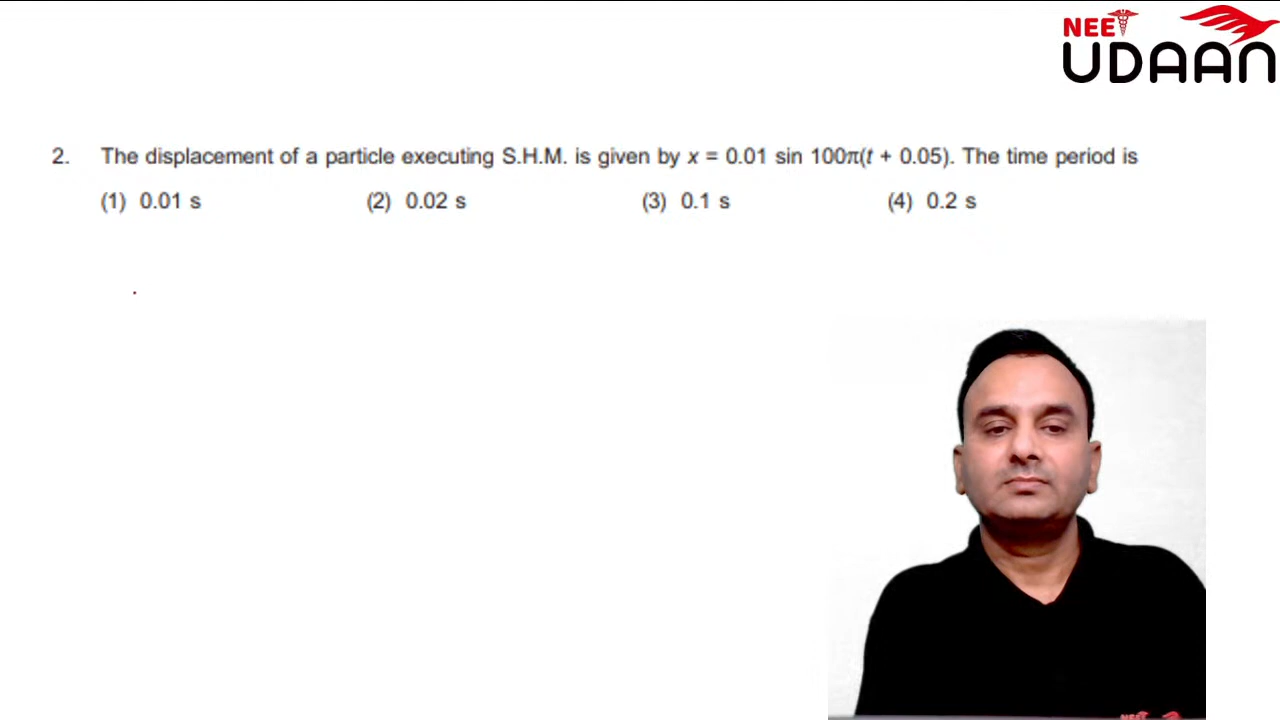 NEET
UDAAN
2. The displacement of a particle executing S.H.M. is given by x = 0.01 sin 100π(t + 0.05). The time period is
(1) 0.01 s (2) 0.02 s (3) 0.1 s (4) 0.2 s
NEET